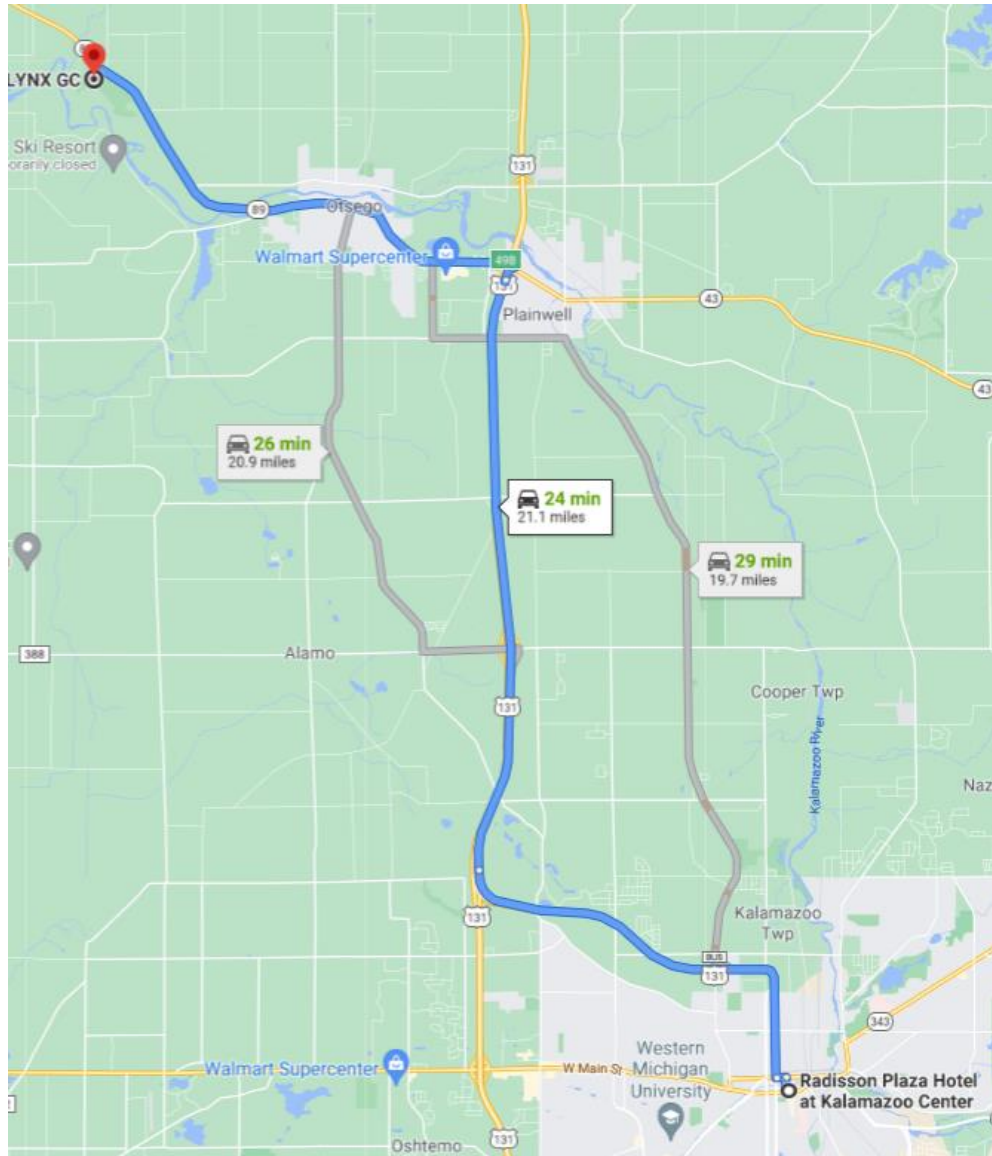 89
LYNX GC
Ski Resort
porarily closed
131
89
Otsego
Walmart Supercenter
49B
131
43
Plainwell
43
26 min
20.9 miles
24 min
21.1 miles
29 min
19.7 miles
388
Alamo
Cooper Twp
131
Kalamazoo River
Naz
131
Kalamazoo
Twp
BUS
131
343
Western
Michigan
University
W Main St
Walmart Supercenter
Radisson Plaza Hotel
at Kalamazoo Center
131
Oshtemo